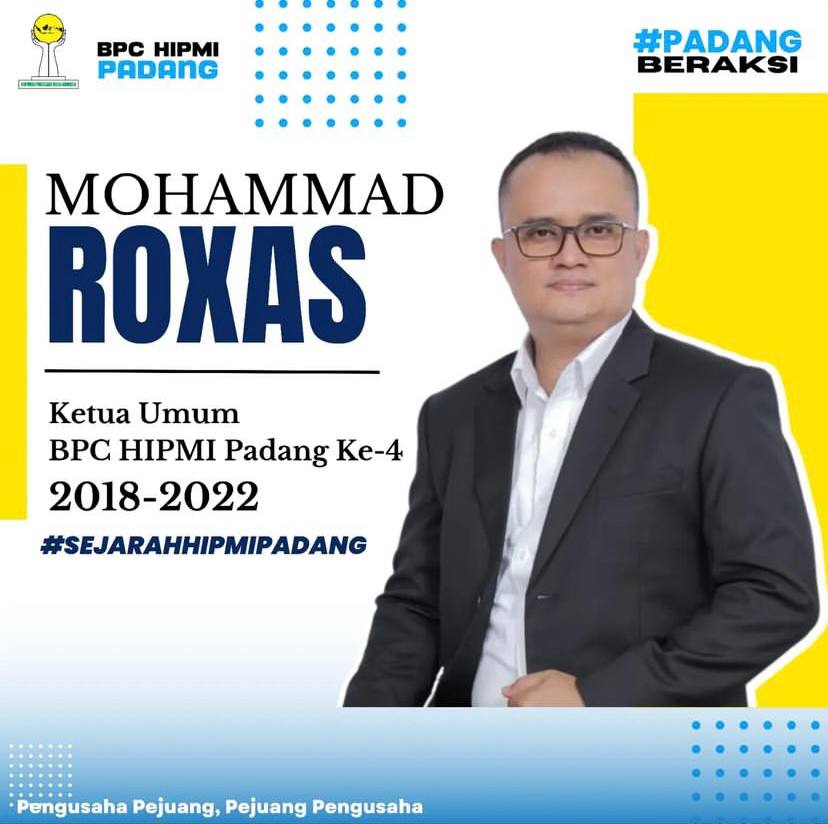 BPC HIPMI
PADANG
#PADANG
BERAKSI
MOHAMMAD
ROXAS
Ketua Umum
BPC HIPMI Padang Ke-4
2018-2022
#SEJARAHHIPMIPADANG
Pengusaha Pejuang, Pejuang Pengusaha